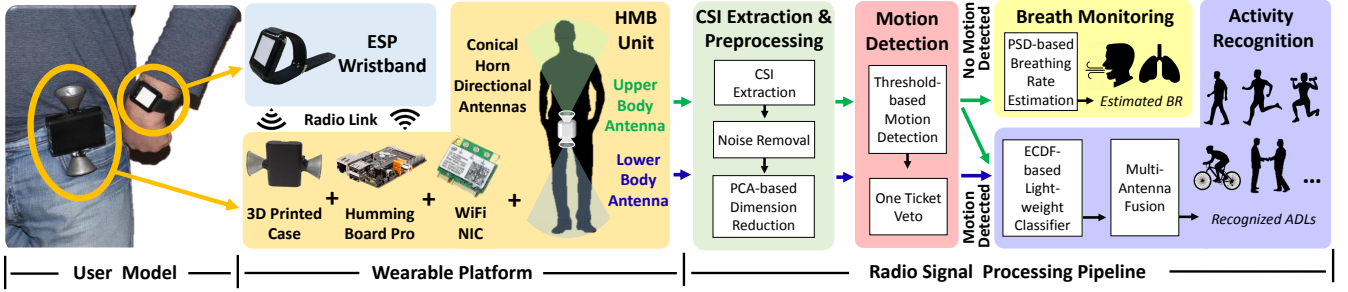 ESP
Wristband
Radio Link
3D Printed
Case
+
Humming
Board Pro
+
WiFi
NIC
+
HMB
Unit
Conical
Horn
Directional
Antennas
Upper
Body
Antenna
Lower
Body
Antenna
CSI Extraction &
Preprocessing
CSI
Extraction
Noise Removal
PCA-based
Dimension
Reduction
Motion
Detection
Threshold-
based
Motion
Detection
One Ticket
Veto
No Motion
Detected
Motion
Detected
Breath Monitoring
PSD-based
Breathing
Rate
Estimation
Estimated BR
Activity
Recognition
ECDF-
based
Light-
weight
Classifier
Multi-
Antenna
Fusion
...
Recognized ADLs
User Model
Wearable Platform
Radio Signal Processing Pipeline